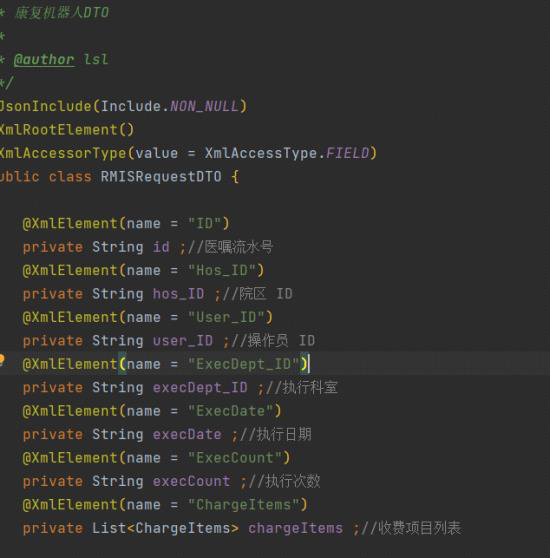 * 康复机器人DTO
*
* @author lsl
*/
JsonInclude(Include.NON_NULL)
XmlRootElement()
XmlAccessorType(value = XmlAccessType.FIELD)
ublic class RMISRequestDTO {
@XmlElement(name = "ID")
private String id ;//医嘱流水号
@XmlElement(name = "Hos_ID")
private String hos_ID ;//院区 ID
@XmlElement(name = "User_ID")
private String user_ID ;//操作员 ID
@XmlElement(name = "ExecDept_ID")
private String execDept_ID ;//执行科室
@XmlElement(name = "ExecDate")
private String execDate ;//执行日期
@XmlElement(name = "ExecCount")
private String execCount ;//执行次数
@XmlElement(name = "ChargeItems")
private List<ChargeItems> chargeItems ;//收费项目列表